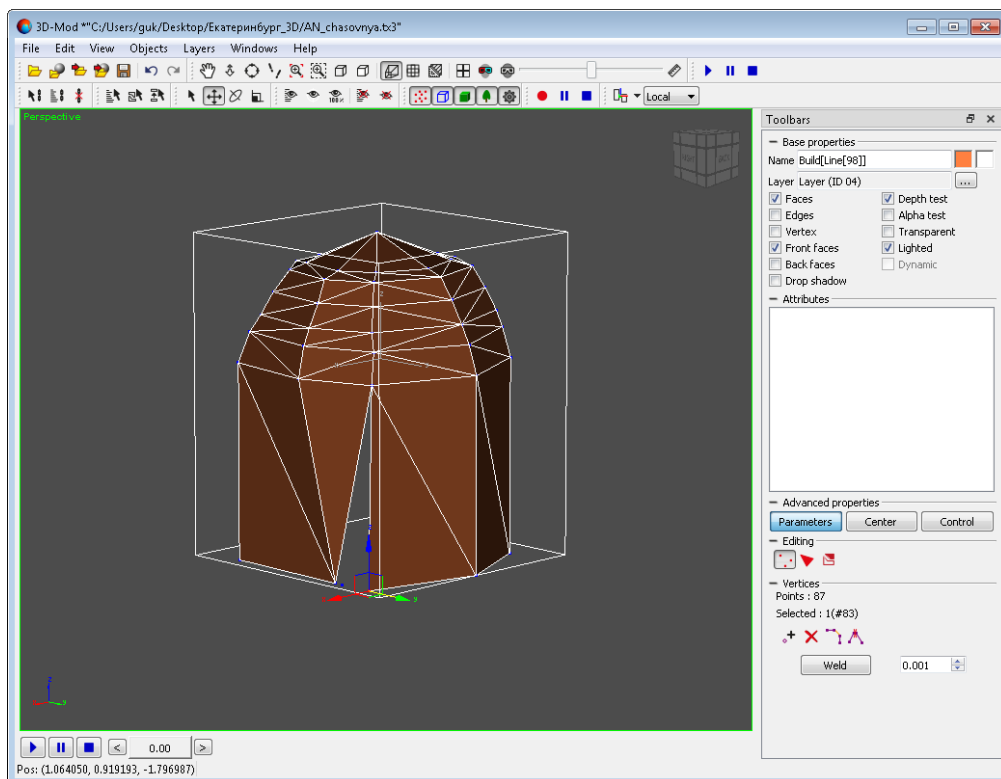 3D-Mod *"C:/Users/guk/Desktop/Екатеринбург_3D/AN_chasovnya.tx3"
File Edit View Objects Layers Windows Help
100%
Local
Perspective
Toolbars
Base properties
Name Build[Line[98]]
Layer Layer (ID 04) ...
Faces Depth test
Edges Alpha test
Vertex Transparent
Front faces Lighted
Back faces Dynamic
Drop shadow
Attributes
Advanced properties
Parameters Center Control
Editing
Vertices
Points : 87
Selected : 1(#83)
Weld 0.001
z
y
< 0.00 >
Pos: (1.064050, 0.919193, -1.796987)